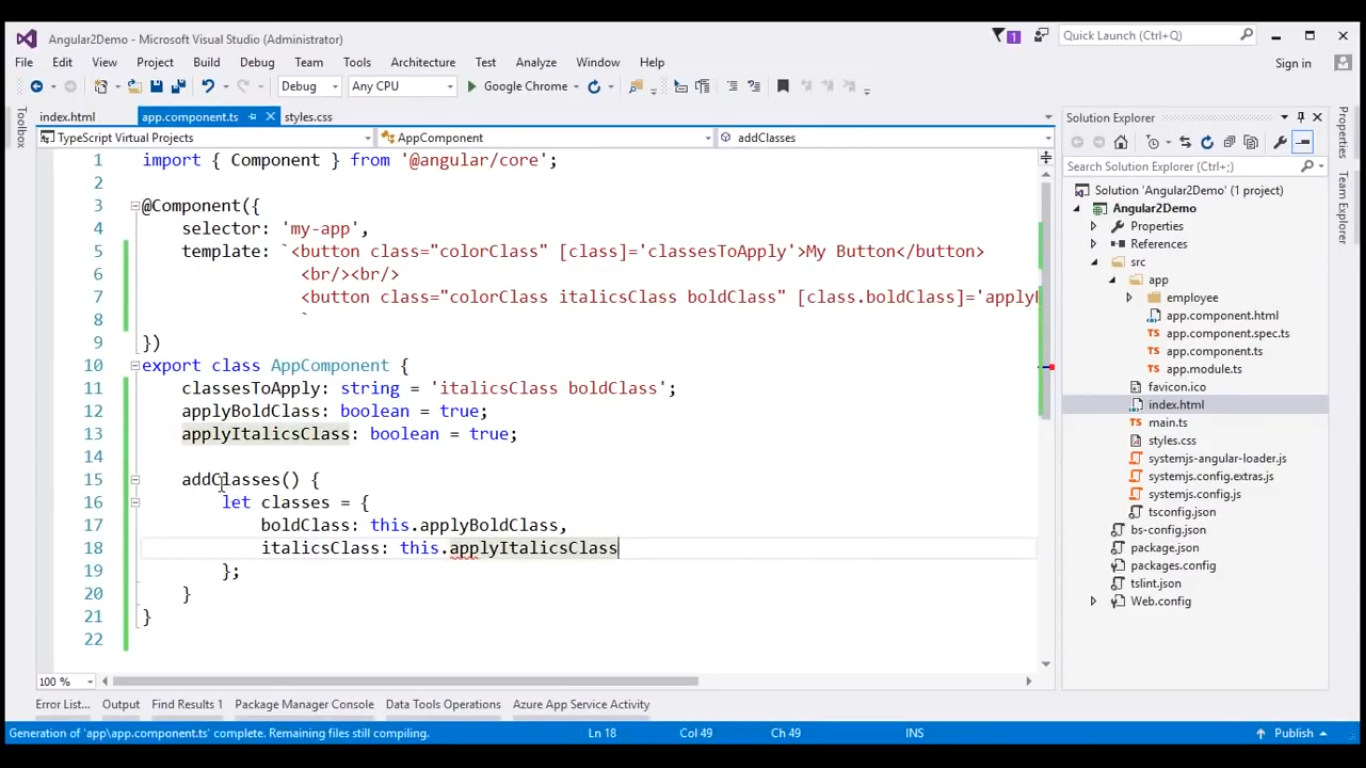 Angular2Demo - Microsoft Visual Studio (Administrator)
1
Quick Launch (Ctrl+Q)
File Edit View Project Build Debug Team Tools Architecture Test Analyze Window Help
Sign in
Debug Any CPU Google Chrome
index.html app.component.ts styles.css
TypeScript Virtual Projects AppComponent addClasses
Toolbox
1 import { Component } from '@angular/core';
2
3 @Component({
4 selector: 'my-app',
5 template: `<button class="colorClass" [class]='classesToApply'>My Button</button>
6 <br/><br/>
7 <button class="colorClass italicsClass boldClass" [class.boldClass]='apply
8 `
9 })
10 export class AppComponent {
11 classesToApply: string = 'italicsClass boldClass';
12 applyBoldClass: boolean = true;
13 applyItalicsClass: boolean = true;
14
15 addClasses() {
16 let classes = {
17 boldClass: this.applyBoldClass,
18 italicsClass: this.applyItalicsClass
19 };
20 }
21 }
22
100 %
Solution Explorer
Search Solution Explorer (Ctrl+;)
Solution 'Angular2Demo' (1 project)
Angular2Demo
Properties
References
src
app
employee
app.component.html
app.component.spec.ts
app.component.ts
app.module.ts
favicon.ico
index.html
main.ts
styles.css
systemjs-angular-loader.js
systemjs.config.extras.js
systemjs.config.js
tsconfig.json
bs-config.json
package.json
packages.config
tslint.json
Web.config
Properties
Team Explorer
Error List... Output Find Results 1 Package Manager Console Data Tools Operations Azure App Service Activity
Generation of 'app\app.component.ts' complete. Remaining files still compiling. Ln 18 Col 49 Ch 49 INS Publish